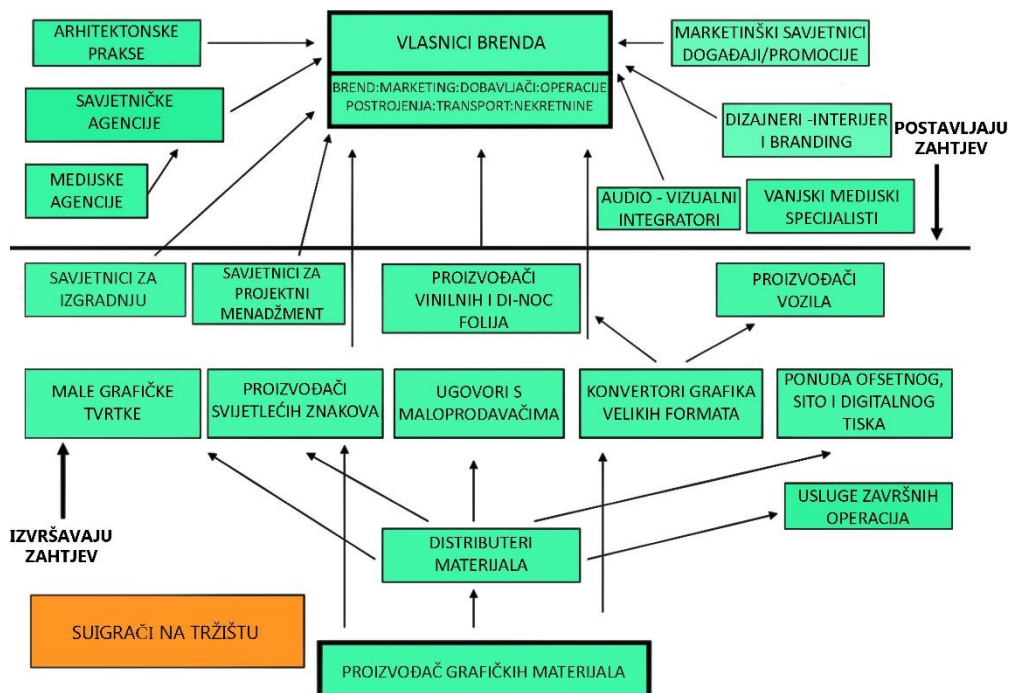 ARHITEKTONSKE
PRAKSE
VLASNICI BRENDA
MARKETINŠKI SAVJETNICI
DOGAĐAJI/PROMOCIJE
BREND:MARKETING:DOBAVLJAČI:OPERACIJE
POSTROJENJA:TRANSPORT:NEKRETNINE
SAVJETNIČKE
AGENCIJE
DIZAJNERI -INTERIJER
I BRANDING
POSTAVLJAJU
ZAHTJEV
MEDIJSKE
AGENCIJE
AUDIO - VIZUALNI
INTEGRATORI
VANJSKI MEDIJSKI
SPECIJALISTI
SAVJETNICI ZA
IZGRADNJU
SAVJETNICI ZA
PROJEKTNI
MENADŽMENT
PROIZVOĐAČI
VINILNIH I DI-NOC
FOLIJA
PROIZVOĐAČI
VOZILA
MALE GRAFIČKE
TVRTKE
PROIZVOĐAČI
SVIJETLEĆIH ZNAKOVA
UGOVORI S
MALOPRODAVAČIMA
KONVERTORI GRAFIKA
VELIKIH FORMATA
PONUDA OFSETNOG,
SITO I DIGITALNOG
TISKA
IZVRŠAVAJU
ZAHTJEV
DISTRIBUTERI
MATERIJALA
USLUGE ZAVRŠNIH
OPERACIJA
SUIGRAČI NA TRŽIŠTU
PROIZVOĐAČ GRAFIČKIH MATERIJALA